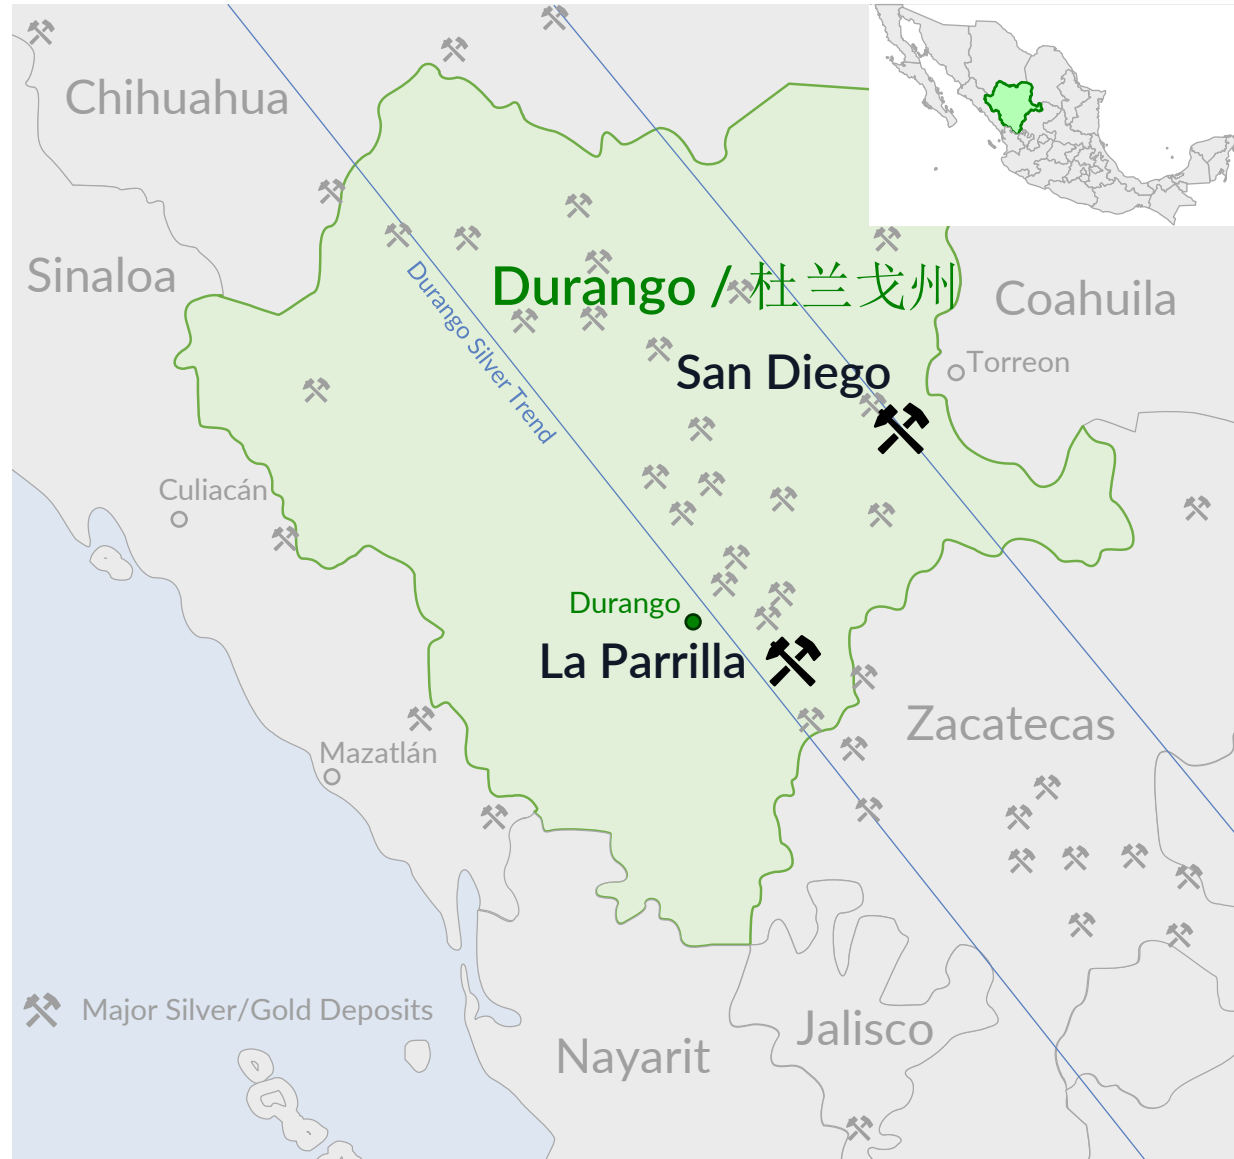 Chihuahua
Sinaloa
Durango / 杜兰戈州
Durango Silver Trend
Coahuila
San Diego
Torreon
Culiacán
Durango
La Parrilla
Zacatecas
Mazatlán
Major Silver/Gold Deposits
Jalisco
Nayarit